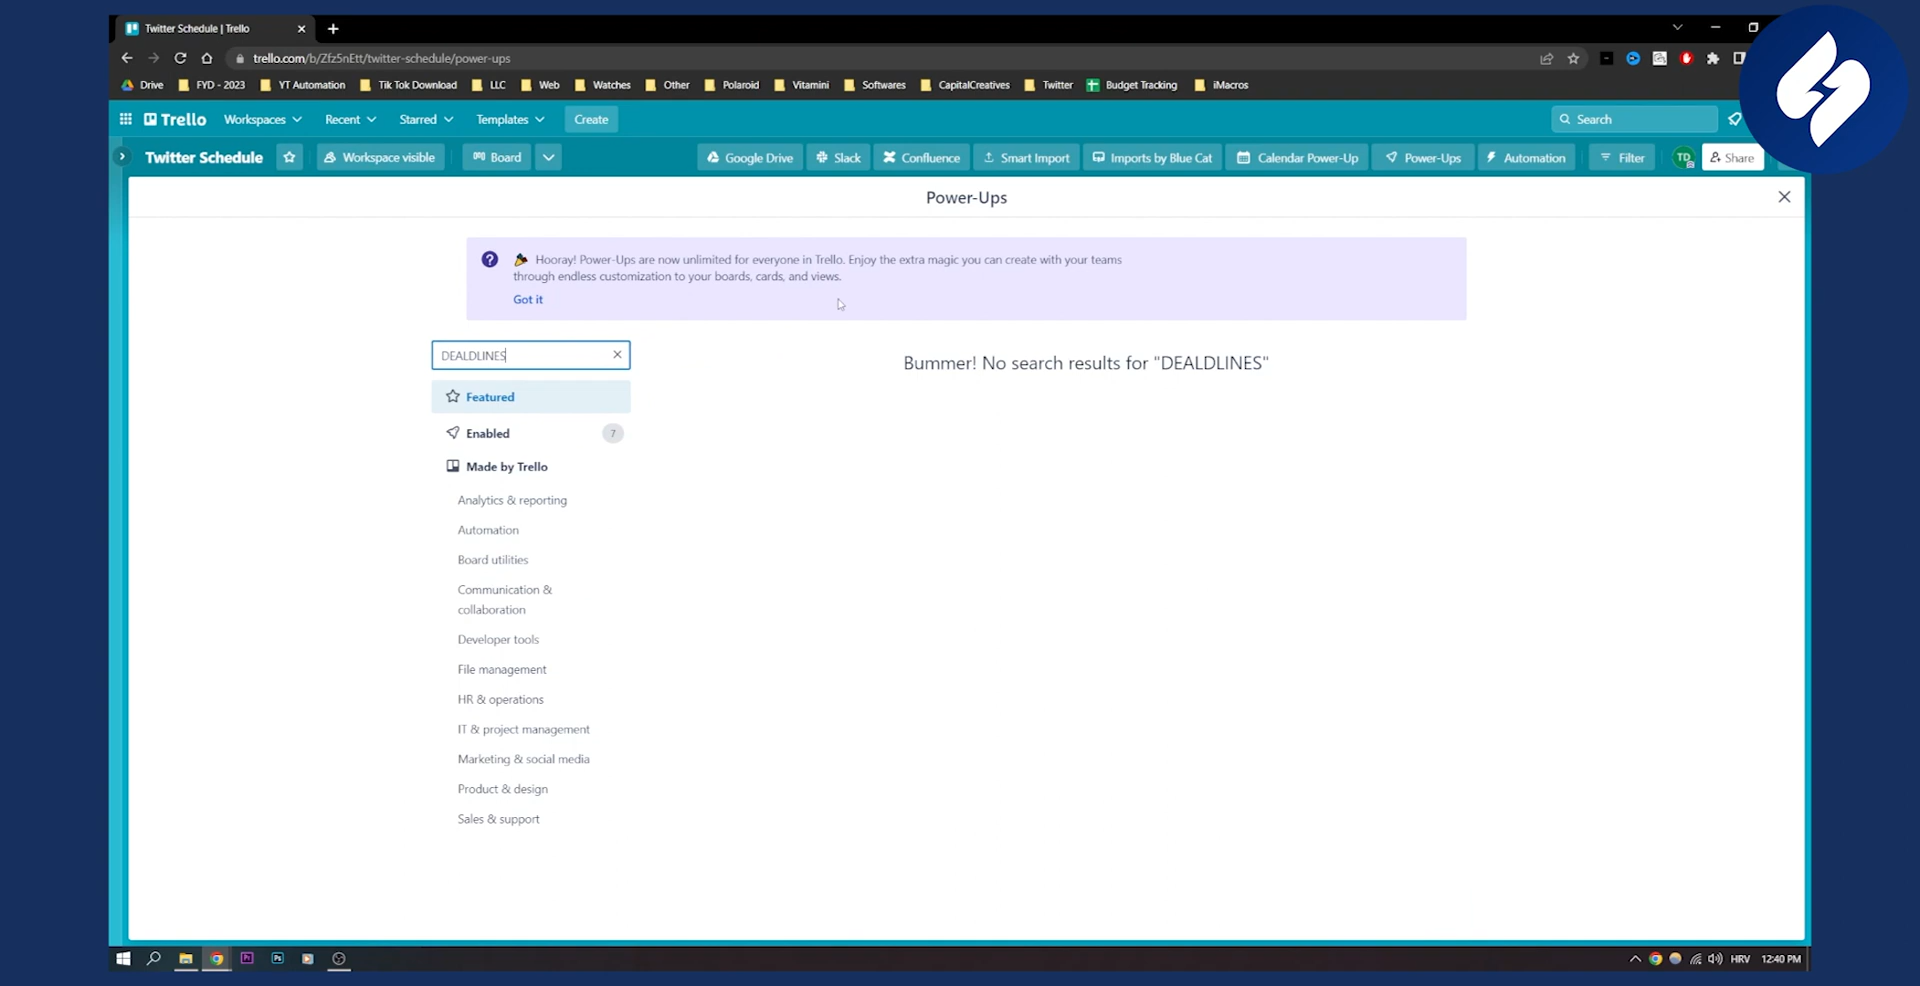 Twitter Schedule | Trello
trello.com/b/Zfz5nEtt/twitter-schedule/power-ups
Drive FYD - 2023 YT Automation Tik Tok Download LLC Web Watches Other Polaroid Vitamini Softwares CapitalCreatives Twitter Budget Tracking iMacros
Trello Workspaces Recent Starred Templates Create Search
Twitter Schedule Workspace visible Board Google Drive Slack Confluence Smart Import Imports by Blue Cat Calendar Power-Up Power-Ups Automation Filter TD Share
Power-Ups
Hooray! Power-Ups are now unlimited for everyone in Trello. Enjoy the extra magic you can create with your teams
through endless customization to your boards, cards, and views.
Got it
DEALDLINES
Bummer! No search results for "DEALDLINES"
Featured
Enabled 7
Made by Trello
Analytics & reporting
Automation
Board utilities
Communication &
collaboration
Developer tools
File management
HR & operations
IT & project management
Marketing & social media
Product & design
Sales & support
Pr Ps HRV 12:40 PM